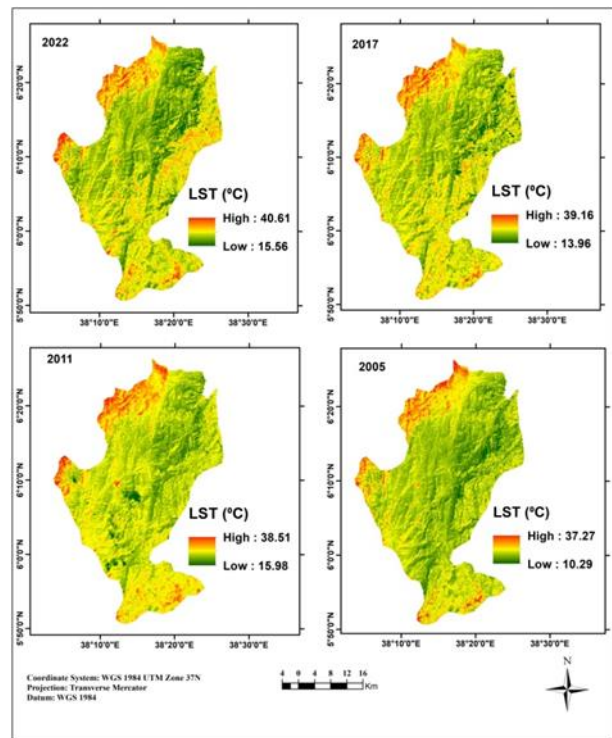 2022
6°20'0"N
6°10'0"N
6°0'0"N
5°50'0"N
LST (ºC)
High : 40.61
Low : 15.56
38°10'0"E 38°20'0"E 38°30'0"E
2017
6°20'0"N
6°10'0"N
6°0'0"N
5°50'0"N
LST (ºC)
High : 39.16
Low : 13.96
38°10'0"E 38°20'0"E 38°30'0"E
2011
6°20'0"N
6°10'0"N
6°0'0"N
5°50'0"N
LST (ºC)
High : 38.51
Low : 15.98
38°10'0"E 38°20'0"E 38°30'0"E
2005
6°20'0"N
6°10'0"N
6°0'0"N
5°50'0"N
LST (ºC)
High : 37.27
Low : 10.29
38°10'0"E 38°20'0"E 38°30'0"E
Coordinate System: WGS 1984 UTM Zone 37N
Projection: Transverse Mercator
Datum: WGS 1984
4 0 4 8 12 16
Km
N